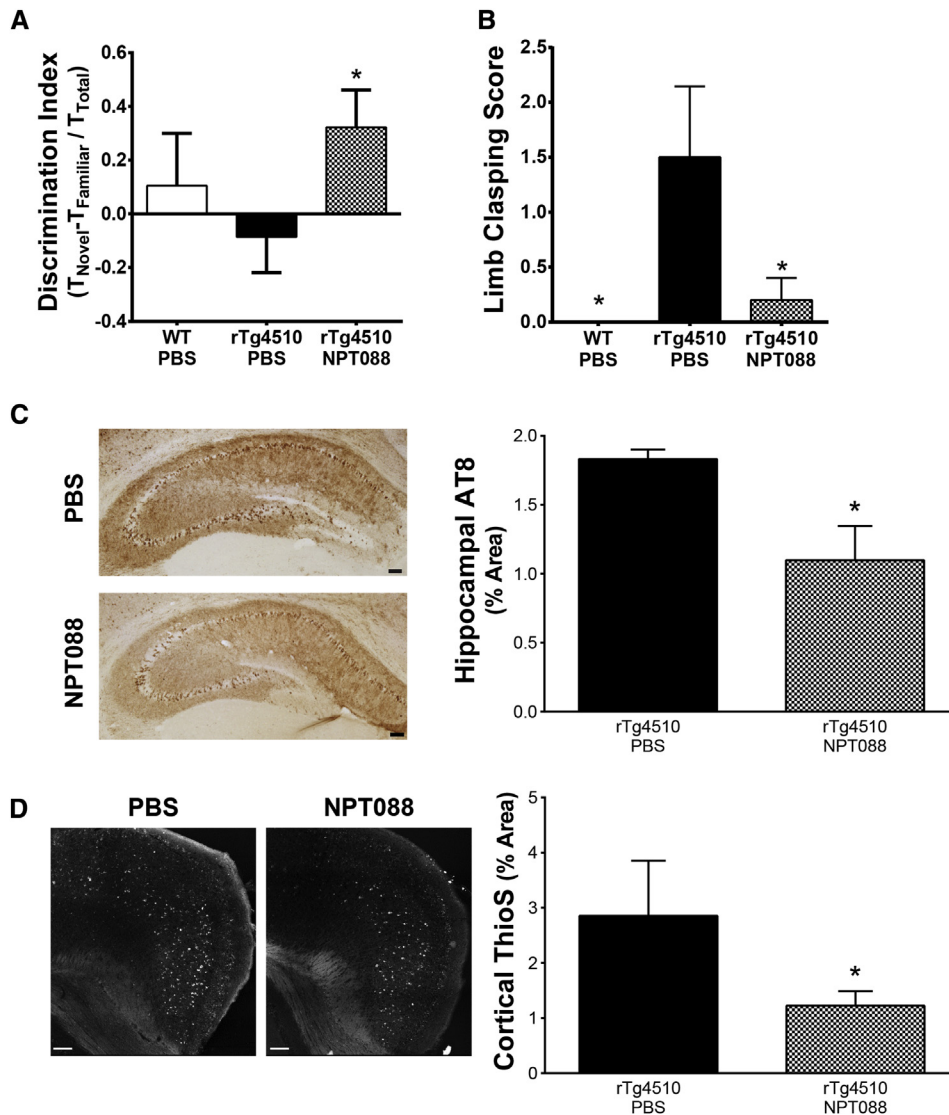 A
Discrimination Index
(T_Novel-T_Familiar / T_Total)
0.6
0.4
0.2
0.0
-0.2
-0.4
*
WT
PBS
rTg4510
PBS
rTg4510
NPT088
B
Limb Clasping Score
2.5
2.0
1.5
1.0
0.5
0.0
*
*
WT
PBS
rTg4510
PBS
rTg4510
NPT088
C
PBS
NPT088
Hippocampal AT8
(% Area)
2.0
1.5
1.0
0.5
0.0
*
rTg4510
PBS
rTg4510
NPT088
D
PBS
NPT088
Cortical ThioS (% Area)
5
4
3
2
1
0
*
rTg4510
PBS
rTg4510
NPT088